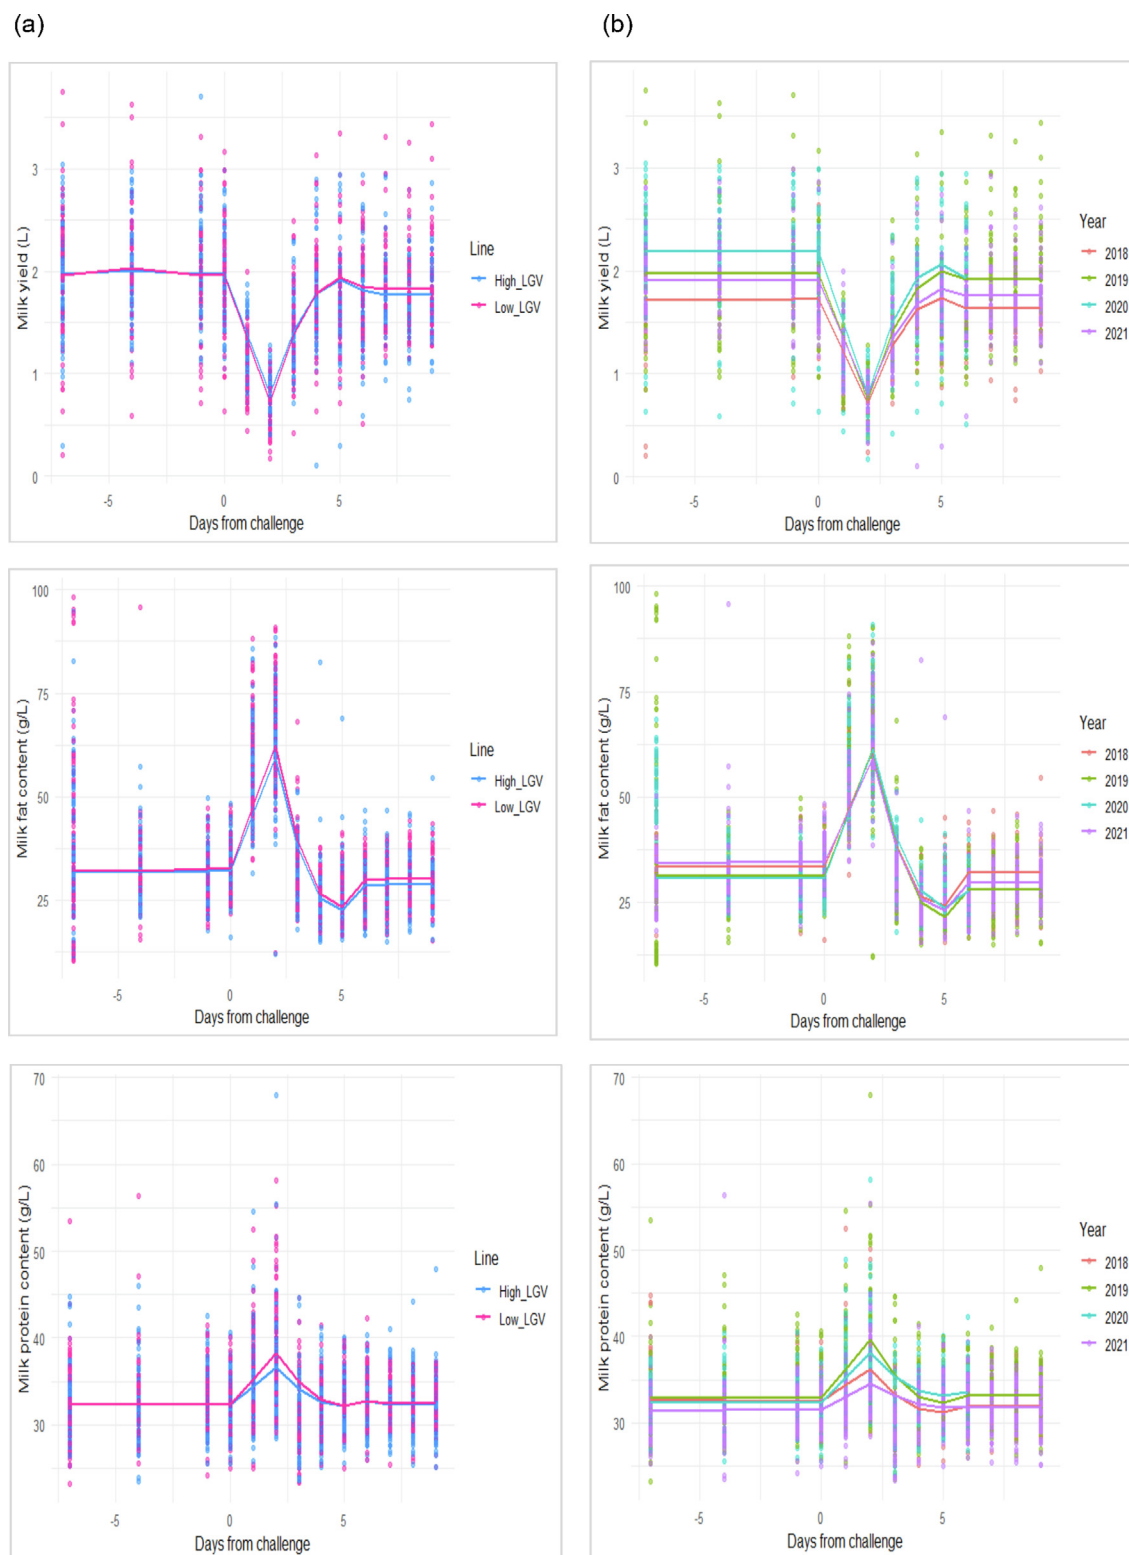 (a)
(b)
Milk yield (L)
3
2
1
0
-5
0
5
Days from challenge
Line
High_LGV
Low_LGV
Milk yield (L)
3
2
1
0
-5
0
5
Days from challenge
Year
2018
2019
2020
2021
Milk fat content (g/L)
100
75
50
25
-5
0
5
Days from challenge
Line
High_LGV
Low_LGV
Milk fat content (g/L)
100
75
50
25
-5
0
5
Days from challenge
Year
2018
2019
2020
2021
Milk protein content (g/L)
70
60
50
40
30
-5
0
5
Days from challenge
Line
High_LGV
Low_LGV
Milk protein content (g/L)
70
60
50
40
30
-5
0
5
Days from challenge
Year
2018
2019
2020
2021